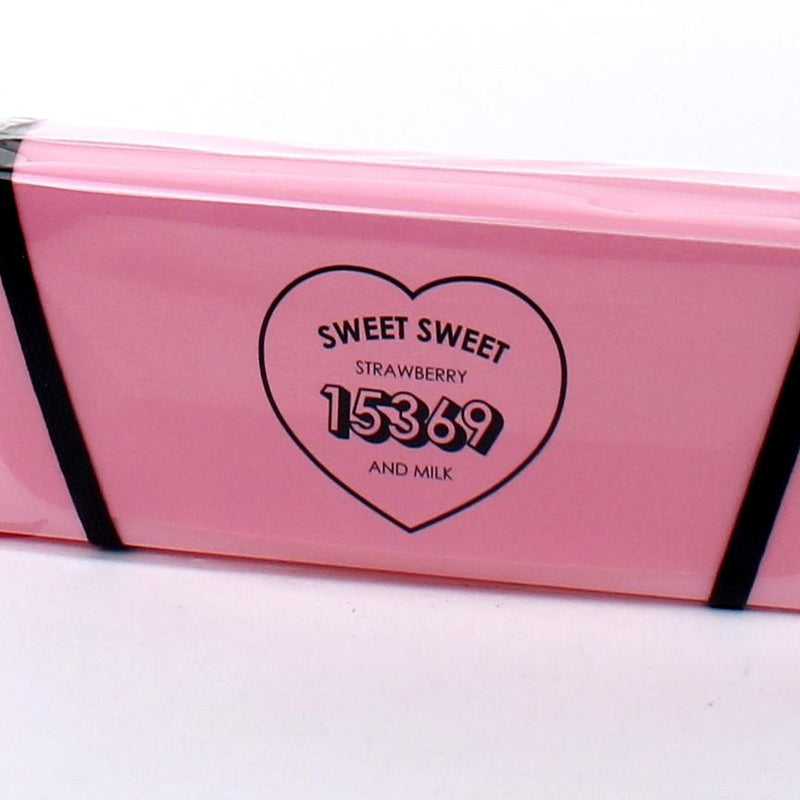 SWEET SWEET
STRAWBERRY
15369
AND MILK